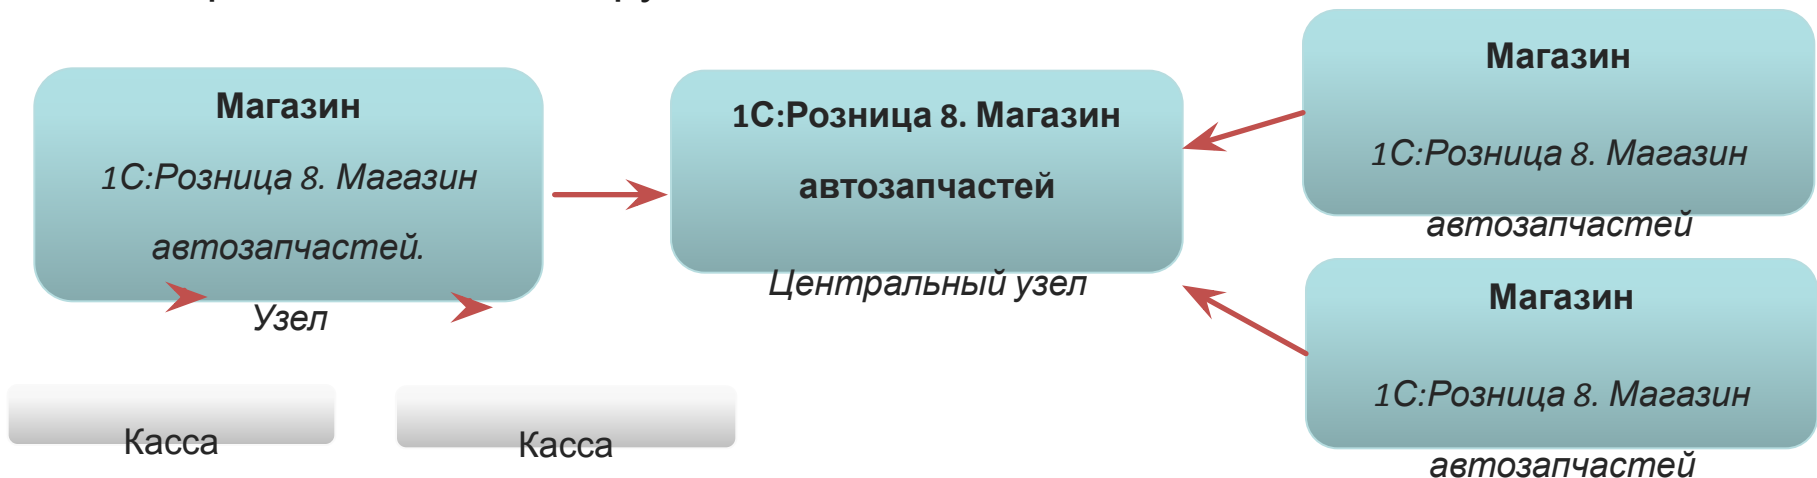 Магазин
1С:Розница 8. Магазин
автозапчастей.
Узел
Касса
Касса
1С:Розница 8. Магазин
автозапчастей
Центральный узел
Магазин
1С:Розница 8. Магазин
автозапчастей
Магазин
1С:Розница 8. Магазин
автозапчастей